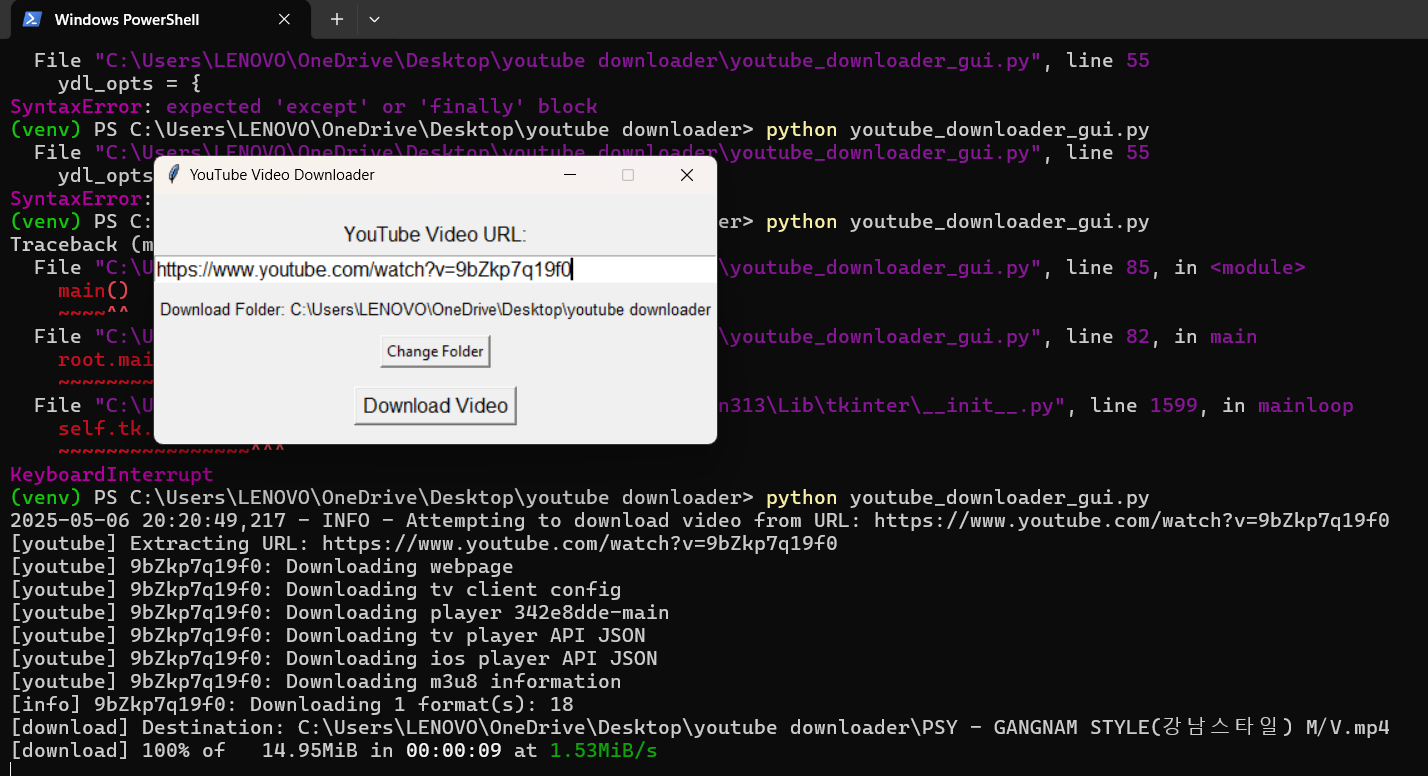 Windows PowerShell
File "C:\Users\LENOVO\OneDrive\Desktop\youtube downloader\youtube_downloader_gui.py", line 55
ydl_opts = {
SyntaxError: expected 'except' or 'finally' block
(venv) PS C:\Users\LENOVO\OneDrive\Desktop\youtube downloader> python youtube_downloader_gui.py
File "C:\Users\LENOVO\OneDrive\Desktop\youtube downloader\youtube_downloader_gui.py", line 55
ydl_opts
SyntaxError:
(venv) PS C: er> python youtube_downloader_gui.py
Traceback (m
File "C:\U \youtube_downloader_gui.py", line 85, in <module>
main()
~~~~^^
File "C:\U \youtube_downloader_gui.py", line 82, in main
root.mai
~~~~~~~~
File "C:\U n313\Lib\tkinter\__init__.py", line 1599, in mainloop
self.tk.
~~~~~~~~~~~~~~~~^^^
KeyboardInterrupt
YouTube Video Downloader
YouTube Video URL:
https://www.youtube.com/watch?v=9bZkp7q19f0
Download Folder: C:\Users\LENOVO\OneDrive\Desktop\youtube downloader
Change Folder
Download Video
(venv) PS C:\Users\LENOVO\OneDrive\Desktop\youtube downloader> python youtube_downloader_gui.py
2025-05-06 20:20:49,217 - INFO - Attempting to download video from URL: https://www.youtube.com/watch?v=9bZkp7q19f0
[youtube] Extracting URL: https://www.youtube.com/watch?v=9bZkp7q19f0
[youtube] 9bZkp7q19f0: Downloading webpage
[youtube] 9bZkp7q19f0: Downloading tv client config
[youtube] 9bZkp7q19f0: Downloading player 342e8dde-main
[youtube] 9bZkp7q19f0: Downloading tv player API JSON
[youtube] 9bZkp7q19f0: Downloading ios player API JSON
[youtube] 9bZkp7q19f0: Downloading m3u8 information
[info] 9bZkp7q19f0: Downloading 1 format(s): 18
[download] Destination: C:\Users\LENOVO\OneDrive\Desktop\youtube downloader\PSY - GANGNAM STYLE(강남스타일) M/V.mp4
[download] 100% of 14.95MiB in 00:00:09 at 1.53MiB/s